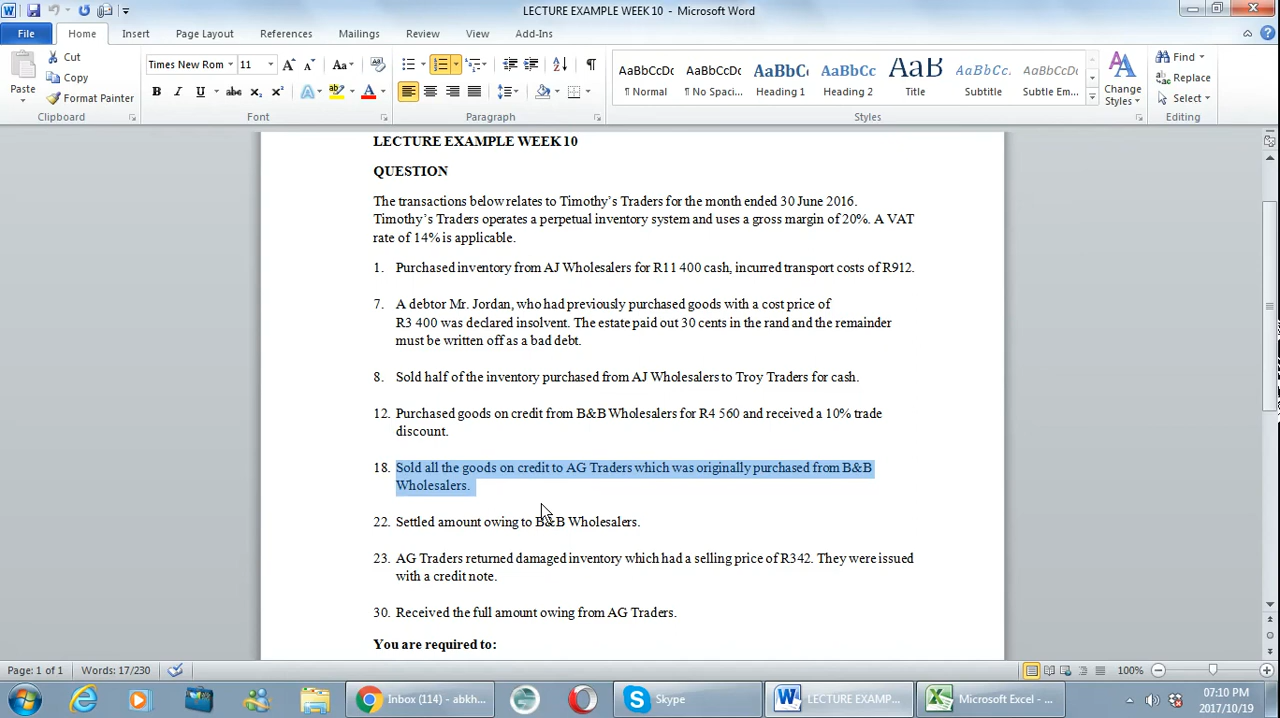 LECTURE EXAMPLE WEEK 10 - Microsoft Word
File Home Insert Page Layout References Mailings Review View Add-Ins
Paste
Cut
Copy
Format Painter
Clipboard
Times New Rom 11
Font
Paragraph
AaBbCcDc AaBbCcDc AaBbCc AaBbCc AaB AaBbCcI AaBbCcDc
¶ Normal ¶ No Spaci... Heading 1 Heading 2 Title Subtitle Subtle Em...
Change
Styles
Styles
Find
Replace
Select
Editing
LECTURE EXAMPLE WEEK 10
QUESTION
The transactions below relates to Timothy's Traders for the month ended 30 June 2016.
Timothy's Traders operates a perpetual inventory system and uses a gross margin of 20%. A VAT
rate of 14% is applicable.
1. Purchased inventory from AJ Wholesalers for R11 400 cash, incurred transport costs of R912.
7. A debtor Mr. Jordan, who had previously purchased goods with a cost price of
R3 400 was declared insolvent. The estate paid out 30 cents in the rand and the remainder
must be written off as a bad debt.
8. Sold half of the inventory purchased from AJ Wholesalers to Troy Traders for cash.
12. Purchased goods on credit from B&B Wholesalers for R4 560 and received a 10% trade
discount.
18. Sold all the goods on credit to AG Traders which was originally purchased from B&B
Wholesalers.
22. Settled amount owing to B&B Wholesalers.
23. AG Traders returned damaged inventory which had a selling price of R342. They were issued
with a credit note.
30. Received the full amount owing from AG Traders.
You are required to:
Page: 1 of 1 Words: 17/230 100%
Inbox (114) - abkh... Skype LECTURE EXAMP... Microsoft Excel - ...
07:10 PM
2017/10/19